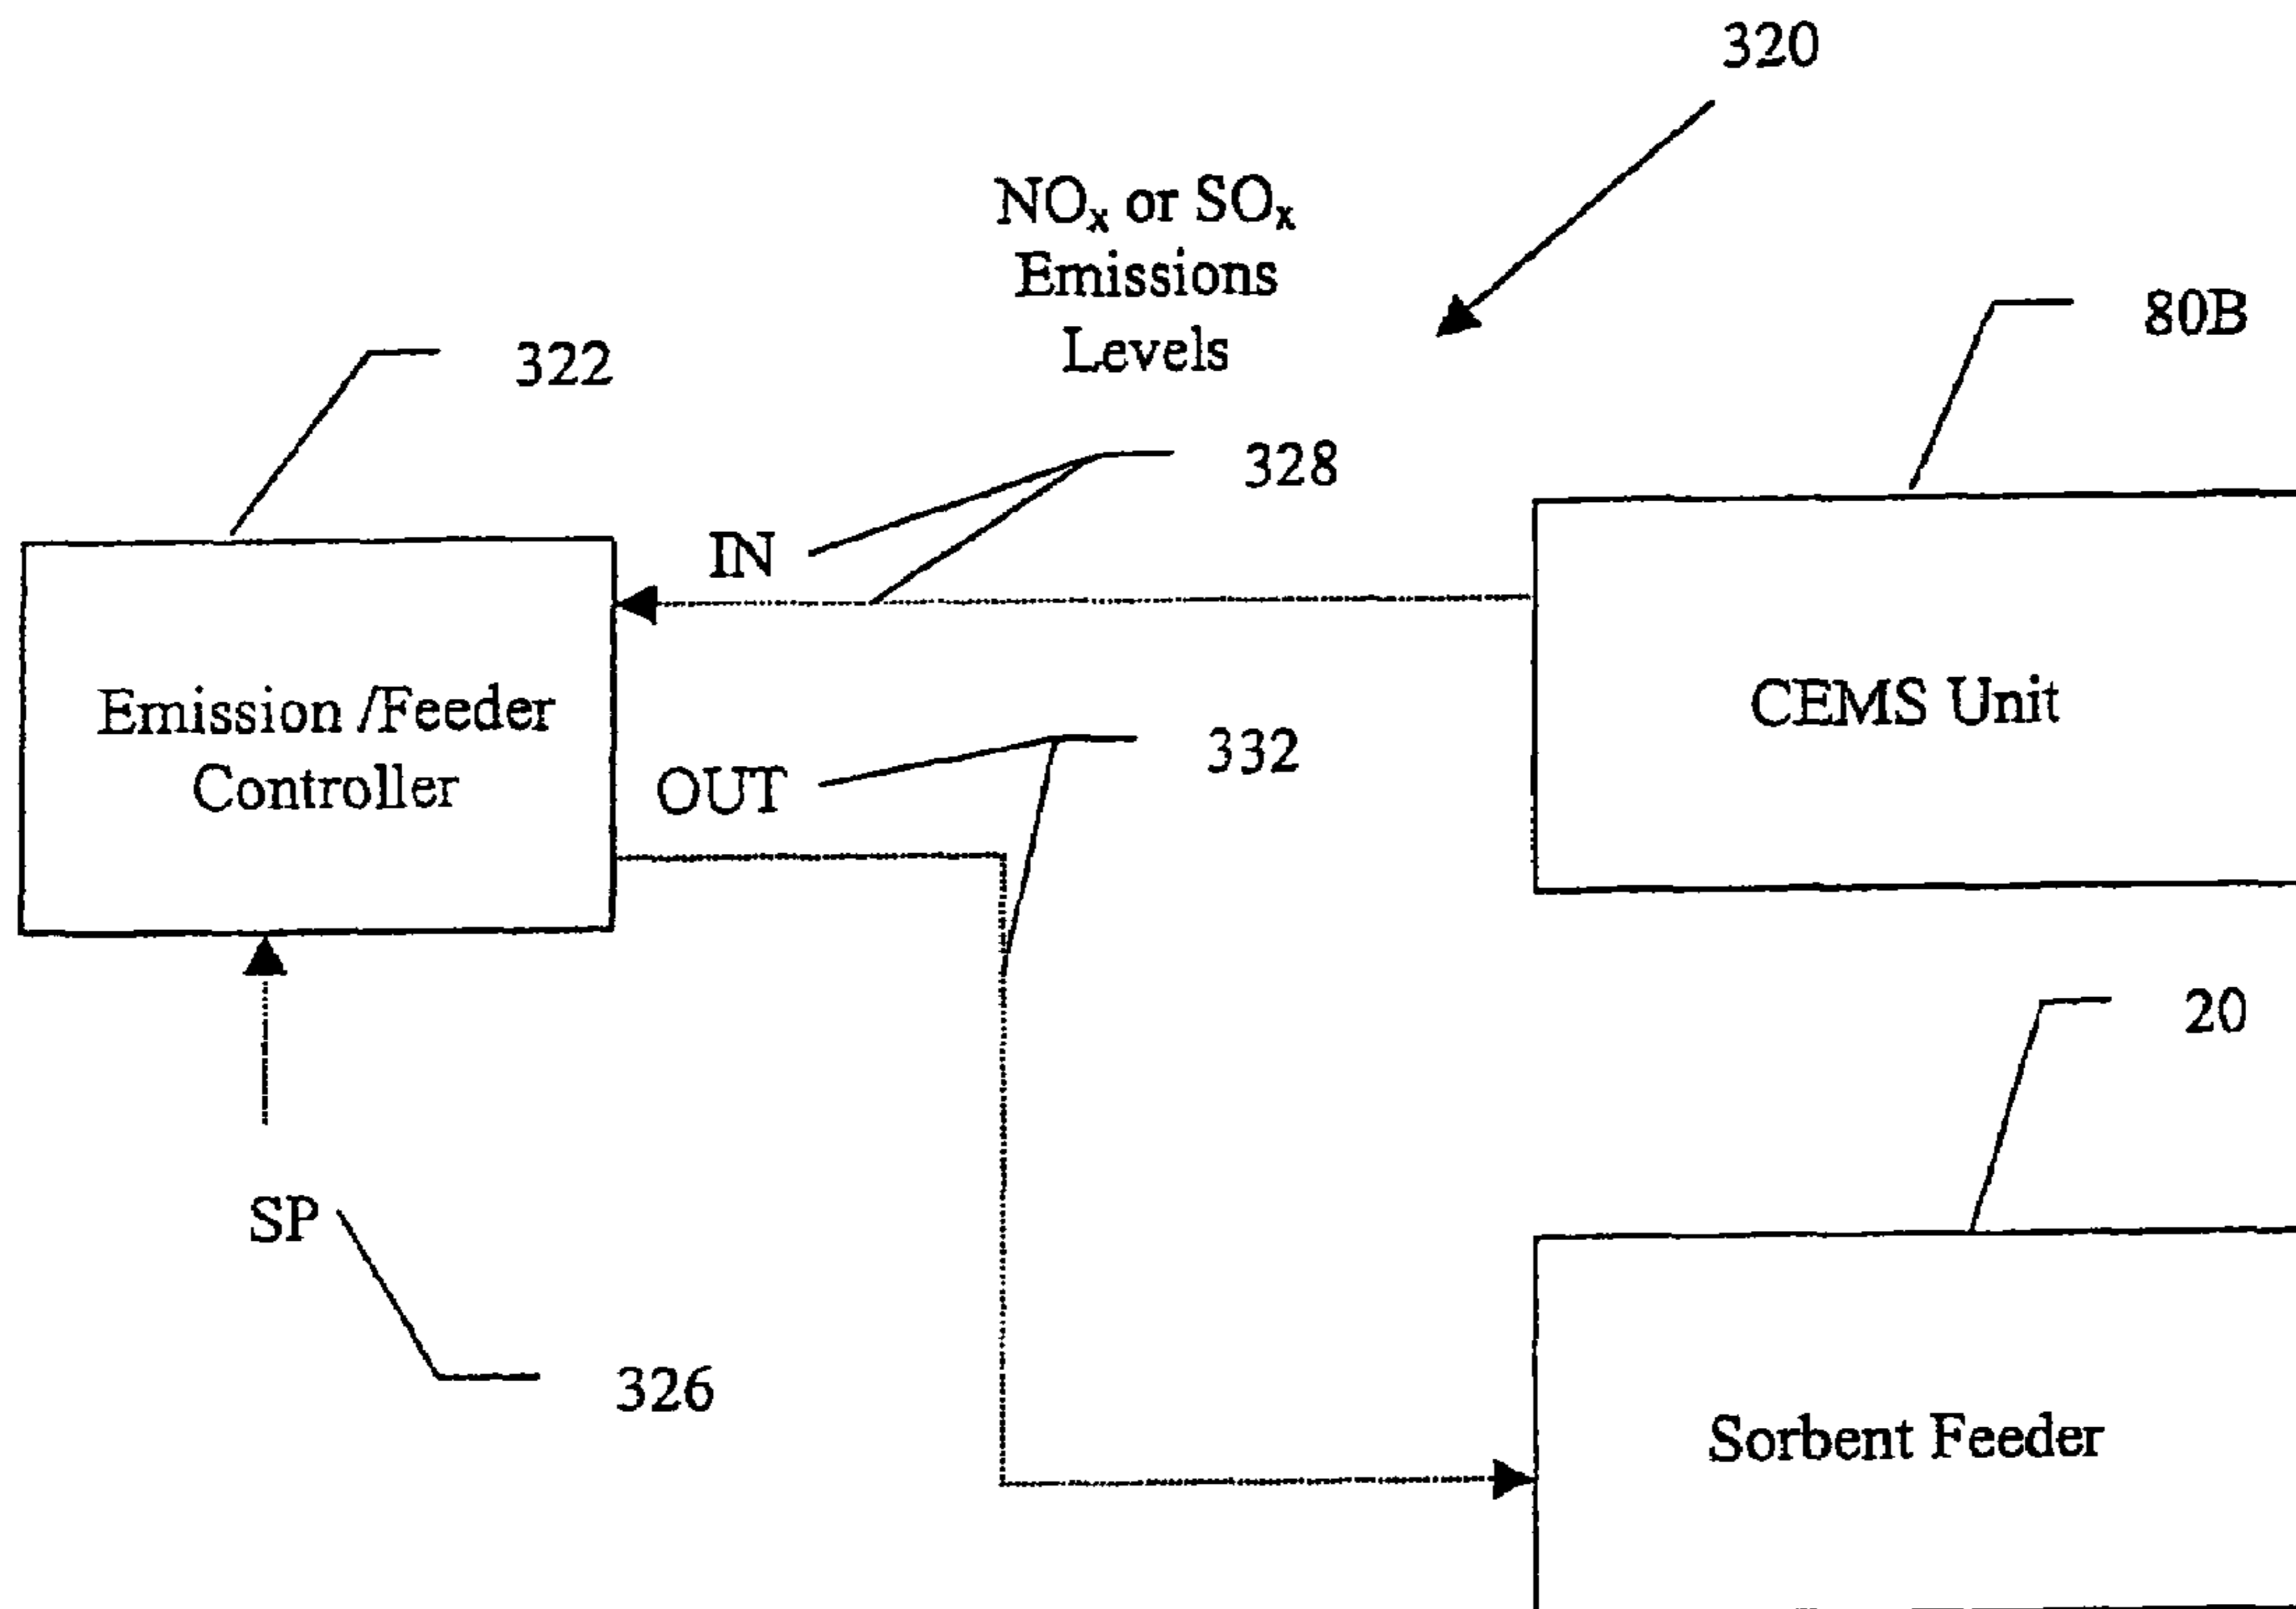 320
NOₓ or SOₓ
Emissions
Levels
80B
322
328
IN
Emission /Feeder
Controller
CEMS Unit
332
OUT
20
SP
326
Sorbent Feeder